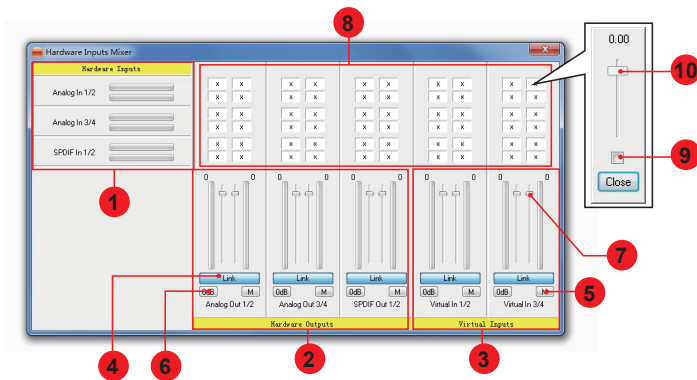 8
Hardware Inputs Mixer
x
0.00
Hardware Inputs
Analog In 1/2
Analog In 3/4
SPDIF In 1/2
x x x x x x x x x x
x x x x x x x x x x
x x x x x x x x x x
x x x x x x x x x x
x x x x x x x x x x
x x x x x x x x x x
10
9
Close
1
0 0 0 0 0 0 0 0 0 0
7
Link Link Link Link Link
4
0dB M 0dB M 0dB M 0dB M 0dB M
5
Analog Out 1/2 Analog Out 3/4 SPDIF Out 1/2 Virtual In 1/2 Virtual In 3/4
Hardware Outputs Virtual Inputs
6
2
3